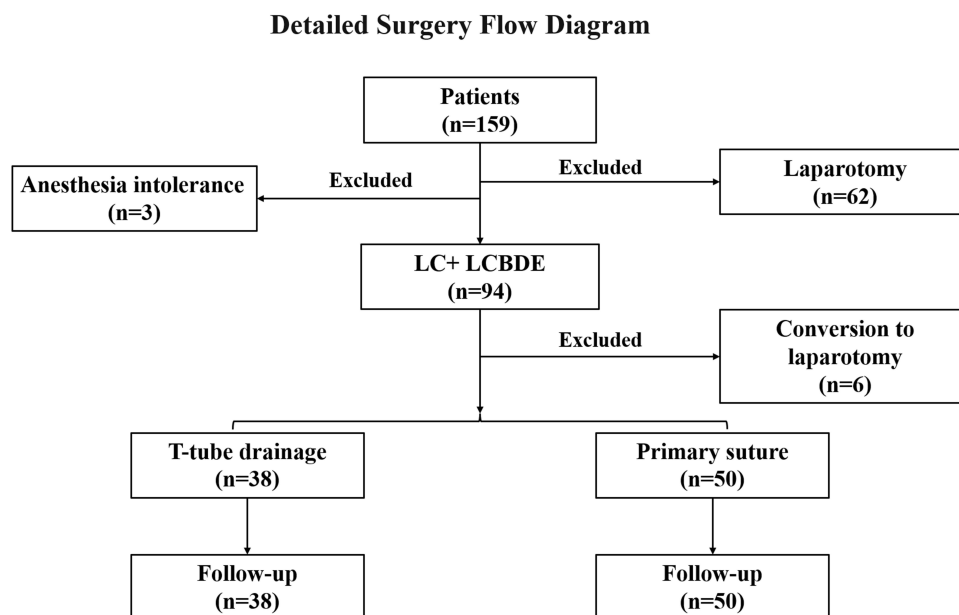 Detailed Surgery Flow Diagram
Patients
(n=159)
Excluded
Anesthesia intolerance
(n=3)
Excluded
Laparotomy
(n=62)
LC+ LCBDE
(n=94)
Excluded
Conversion to
laparotomy
(n=6)
T-tube drainage
(n=38)
Primary suture
(n=50)
Follow-up
(n=38)
Follow-up
(n=50)